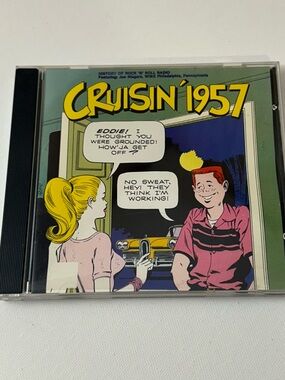 HISTORY OF ROCK 'N' ROLL RADIO
Featuring: Joe Niagara, WIBG Philadelphia, Pennsylvania
CRUISIN' 1957
EDDIE! I
THOUGHT YOU
WERE GROUNDED!
HOW'JA GET
OFF?
NO SWEAT,
HEY! THEY
THINK I'M
WORKING!